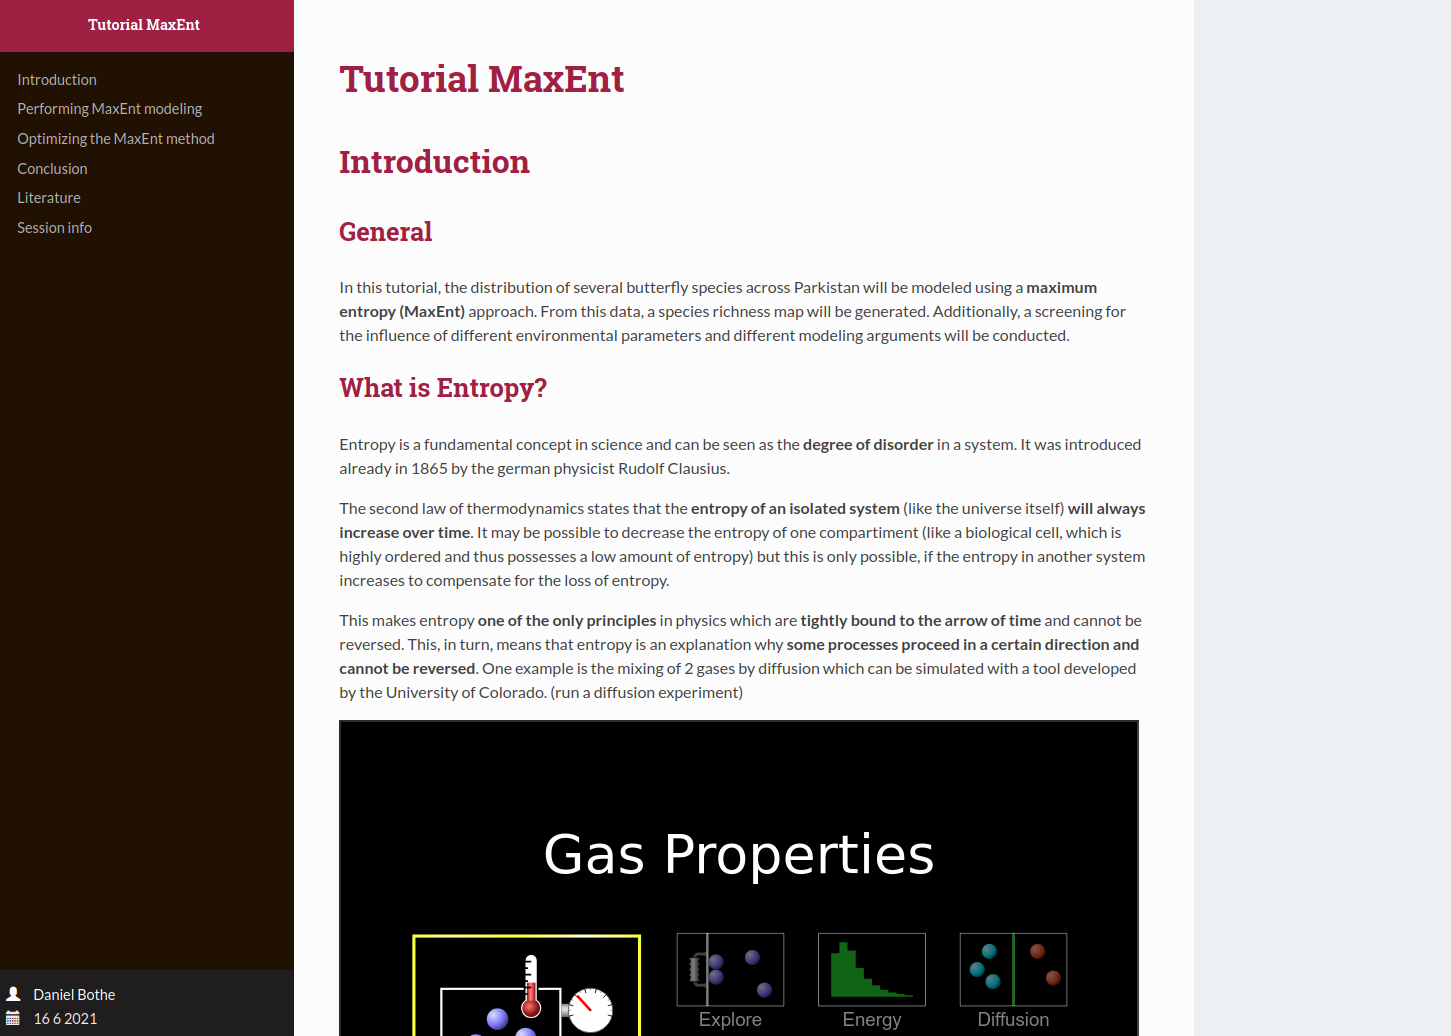 Tutorial MaxEnt
Introduction
Performing MaxEnt modeling
Optimizing the MaxEnt method
Conclusion
Literature
Session info
Daniel Bothe
16 6 2021
Tutorial MaxEnt
Introduction
General
In this tutorial, the distribution of several butterfly species across Parkistan will be modeled using a maximum
entropy (MaxEnt) approach. From this data, a species richness map will be generated. Additionally, a screening for
the influence of different environmental parameters and different modeling arguments will be conducted.
What is Entropy?
Entropy is a fundamental concept in science and can be seen as the degree of disorder in a system. It was introduced
already in 1865 by the german physicist Rudolf Clausius.
The second law of thermodynamics states that the entropy of an isolated system (like the universe itself) will always
increase over time. It may be possible to decrease the entropy of one compartiment (like a biological cell, which is
highly ordered and thus possesses a low amount of entropy) but this is only possible, if the entropy in another system
increases to compensate for the loss of entropy.
This makes entropy one of the only principles in physics which are tightly bound to the arrow of time and cannot be
reversed. This, in turn, means that entropy is an explanation why some processes proceed in a certain direction and
cannot be reversed. One example is the mixing of 2 gases by diffusion which can be simulated with a tool developed
by the University of Colorado. (run a diffusion experiment)
Gas Properties
Explore
Energy
Diffusion